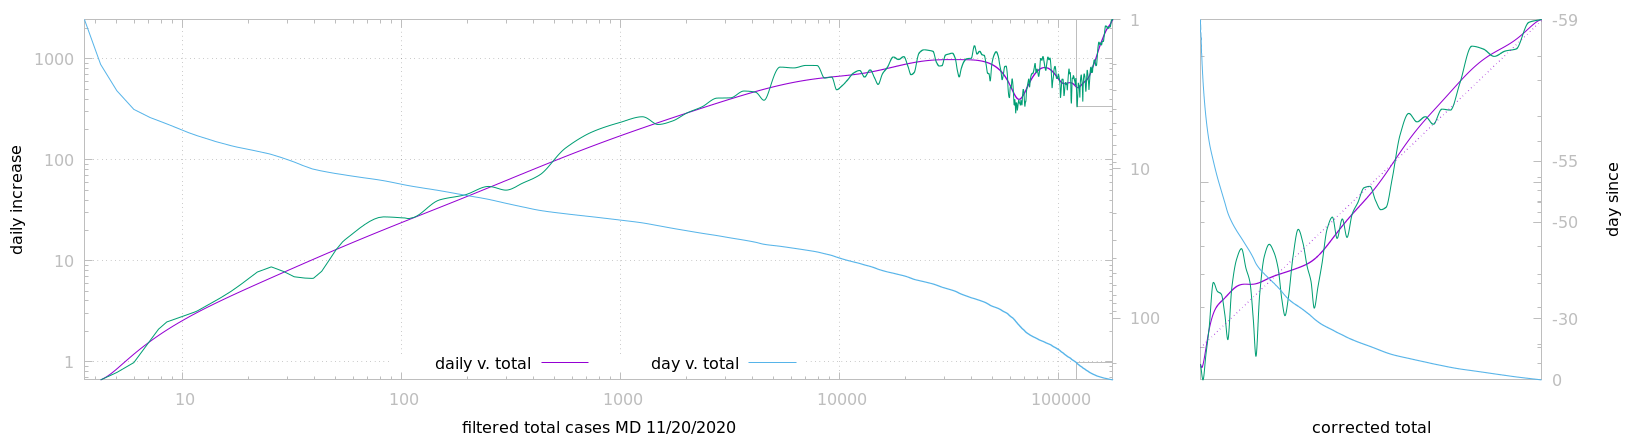 daily increase
1000
100
10
1
10
100
1000
10000
100000
1
10
100
daily v. total
day v. total
filtered total cases MD 11/20/2020
-59
-55
-50
-30
0
day since
corrected total